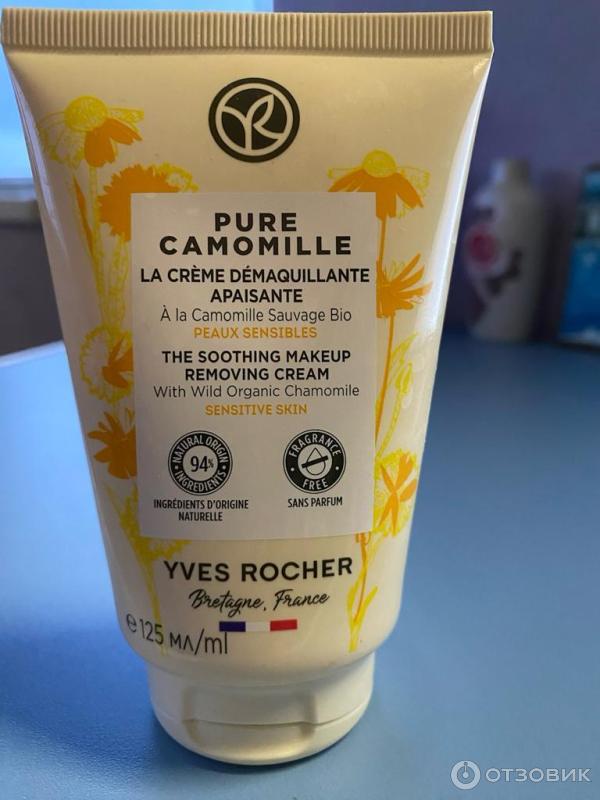 PURE
CAMOMILLE
LA CRÈME DÉMAQUILLANTE
APAISANTE
À la Camomille Sauvage Bio
PEAUX SENSIBLES
THE SOOTHING MAKEUP
REMOVING CREAM
With Wild Organic Chamomile
SENSITIVE SKIN
NATURAL ORIGIN
94%
INGREDIENTS
INGRÉDIENTS D'ORIGINE
NATURELLE
FRAGRANCE
FREE
SANS PARFUM
YVES ROCHER
Bretagne, France
e 125 мл/ml
ОТЗОВИК